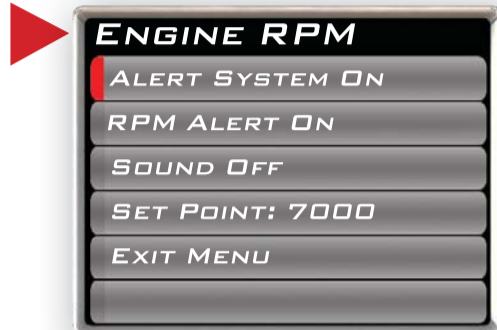 ENGINE RPM
ALERT SYSTEM ON
RPM ALERT ON
SOUND OFF
SET POINT: 7000
EXIT MENU